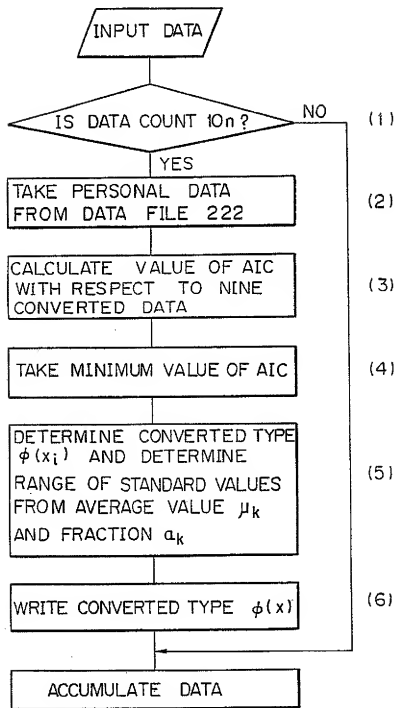 INPUT DATA
IS DATA COUNT 10n?
NO
(1)
YES
TAKE PERSONAL DATA
FROM DATA FILE 222
(2)
CALCULATE VALUE OF AIC
WITH RESPECT TO NINE
CONVERTED DATA
(3)
TAKE MINIMUM VALUE OF AIC
(4)
DETERMINE CONVERTED TYPE
ϕ(xᵢ) AND DETERMINE
RANGE OF STANDARD VALUES
FROM AVERAGE VALUE μₖ
AND FRACTION aₖ
(5)
WRITE CONVERTED TYPE ϕ(x)
(6)
ACCUMULATE DATA